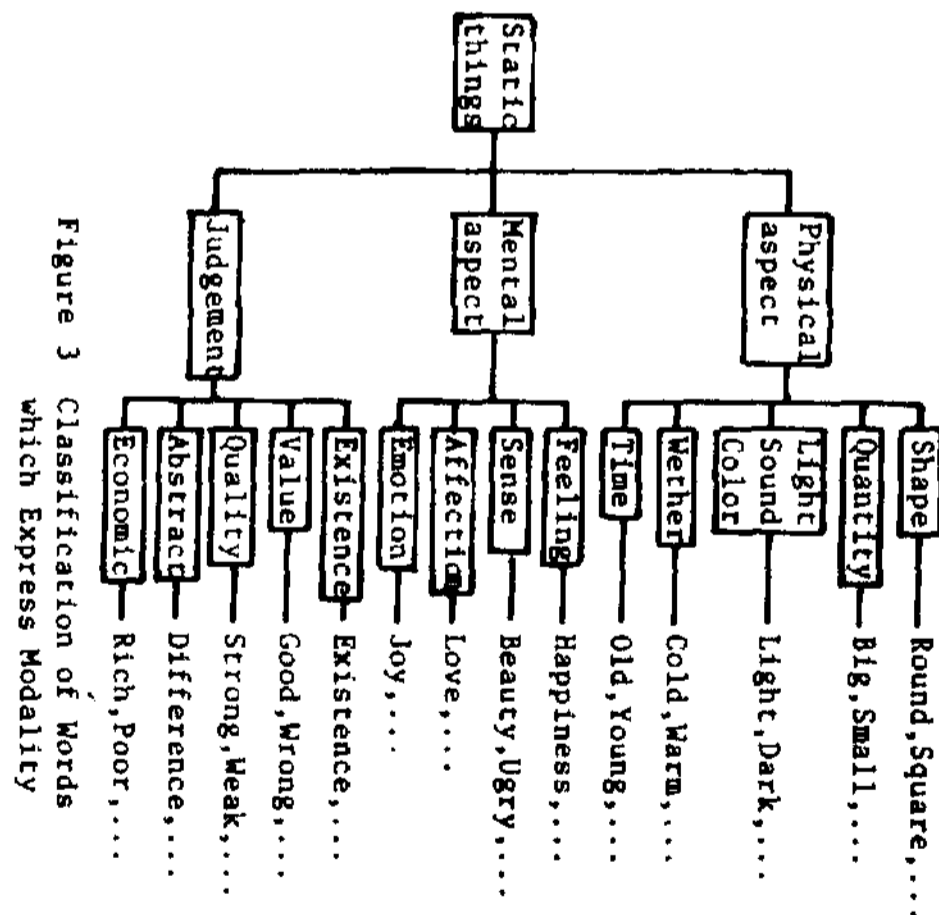 Static
things
Physical
aspect
Shape
Round,Square,...
Quantity
Big,Small,...
Light
Sound
Color
Light,Dark,...
Wether
Cold,Warm,...
Time
Old,Young,...
Mental
aspect
Feeling
Happiness,...
Sense
Beauty,Ugry,...
Affection
Love,...
Emotion
Joy,...
Judgement
Existence
Existence,...
Value
Good,Wrong,...
Quality
Strong,Weak,...
Abstract
Difference,...
Economic
Rich,Poor,...
Figure 3 Classification of Words
which Express Modality